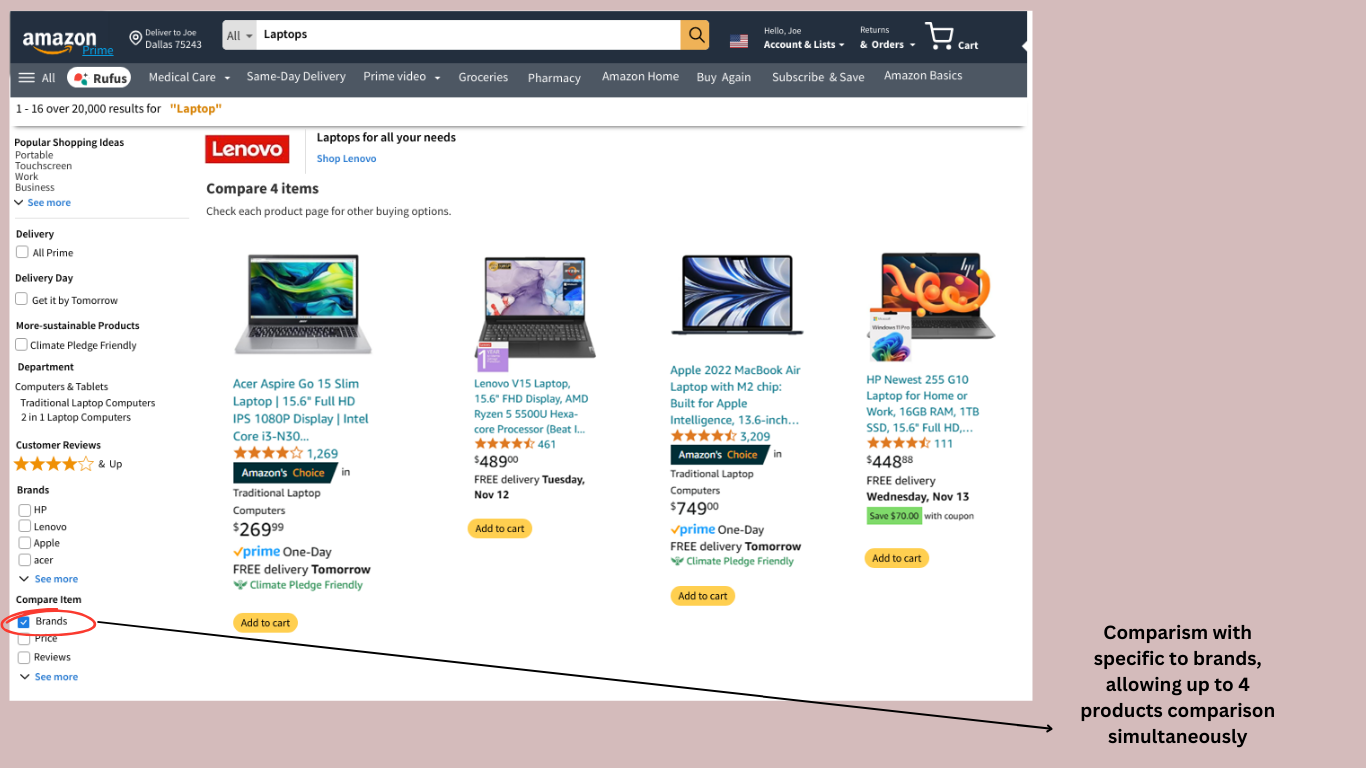 amazon
Prime
Deliver to Joe
Dallas 75243
All
Laptops
Hello, Joe
Account & Lists
Returns
& Orders
Cart
All
Rufus
Medical Care
Same-Day Delivery
Prime video
Groceries
Pharmacy
Amazon Home
Buy Again
Subscribe & Save
Amazon Basics
1 - 16 over 20,000 results for "Laptop"
Popular Shopping Ideas
Portable
Touchscreen
Work
Business
See more
Delivery
All Prime
Delivery Day
Get it by Tomorrow
More-sustainable Products
Climate Pledge Friendly
Department
Computers & Tablets
Traditional Laptop Computers
2 in 1 Laptop Computers
Customer Reviews
& Up
Brands
HP
Lenovo
Apple
acer
See more
Compare Item
Brands
Price
Reviews
See more
Lenovo
Laptops for all your needs
Shop Lenovo
Compare 4 items
Check each product page for other buying options.
Acer Aspire Go 15 Slim
Laptop | 15.6" Full HD
IPS 1080P Display | Intel
Core i3-N30...
1,269
Amazon's Choice in
Traditional Laptop
Computers
$26999
prime One-Day
FREE delivery Tomorrow
Climate Pledge Friendly
Add to cart
1
YEAR
Lenovo V15 Laptop,
15.6" FHD Display, AMD
Ryzen 5 5500U Hexa-
core Processor (Beat I...
461
$48900
FREE delivery Tuesday,
Nov 12
Add to cart
Apple 2022 MacBook Air
Laptop with M2 chip:
Built for Apple
Intelligence, 13.6-inch...
3,209
Amazon's Choice in
Traditional Laptop
Computers
$74900
prime One-Day
FREE delivery Tomorrow
Climate Pledge Friendly
Add to cart
hp
Microsoft
Windows 11 Pro
HP Newest 255 G10
Laptop for Home or
Work, 16GB RAM, 1TB
SSD, 15.6" Full HD,...
111
$44888
FREE delivery
Wednesday, Nov 13
Save $70.00 with coupon
Add to cart
Comparism with
specific to brands,
allowing up to 4
products comparison
simultaneously